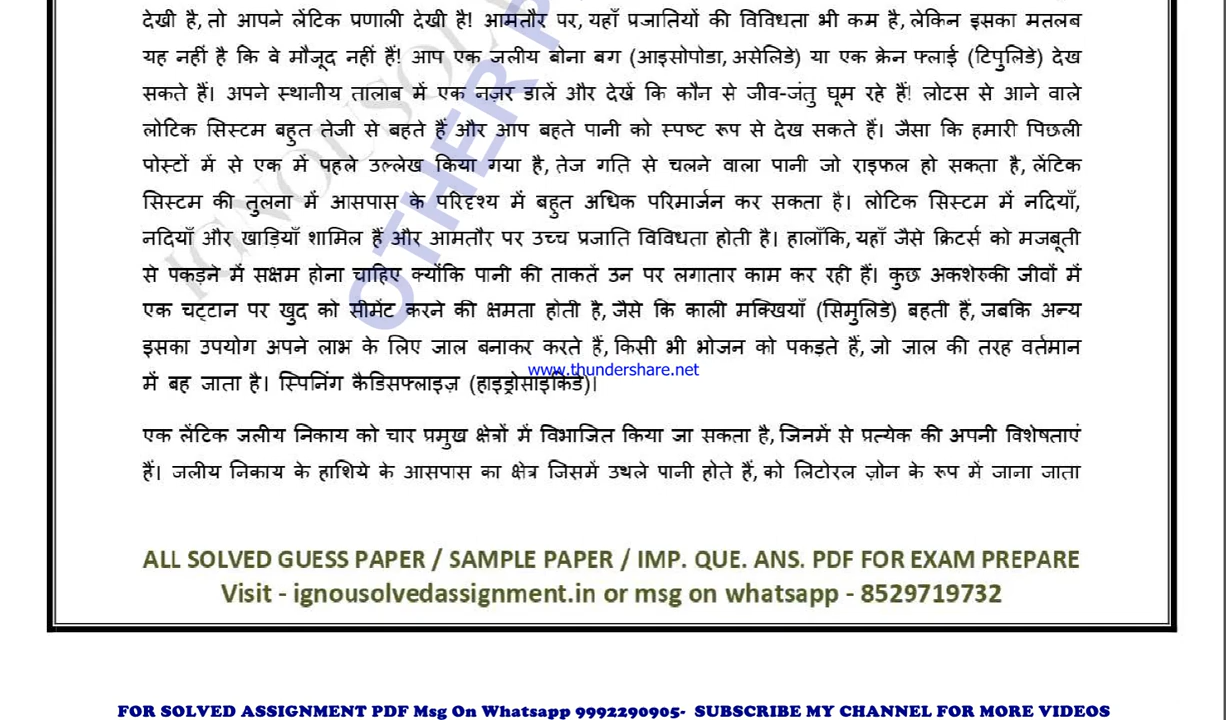 देखी है, तो आपने लेंटिक प्रणाली देखी है! आमतौर पर, यहाँ प्रजातियों की विविधता भी कम है, लेकिन इसका मतलब
यह नहीं है कि वे मौजूद नहीं हैं! आप एक जलीय बोना बग (आइसोपोडा, असेलिडे) या एक क्रेन फ्लाई (टिपुलिडे) देख
सकते हैं। अपने स्थानीय तालाब में एक नज़र डालें और देखें कि कौन से जीव-जंतु घूम रहे हैं! लोटस से आने वाले
लोटिक सिस्टम बहुत तेजी से बहते हैं और आप बहते पानी को स्पष्ट रूप से देख सकते हैं। जैसा कि हमारी पिछली
पोस्टों में से एक में पहले उल्लेख किया गया है, तेज गति से चलने वाला पानी जो राइफल हो सकता है, लेंटिक
सिस्टम की तुलना में आसपास के परिदृश्य में बहुत अधिक परिमार्जन कर सकता है। लोटिक सिस्टम में नदियाँ,
नदियाँ और खाड़ियाँ शामिल हैं और आमतौर पर उच्च प्रजाति विविधता होती है। हालाँकि, यहाँ जैसे क्रिटर्स को मजबूती
से पकड़ने में सक्षम होना चाहिए क्योंकि पानी की ताकतें उन पर लगातार काम कर रही हैं। कुछ अकशेरुकी जीवों में
एक चट्टान पर खुद को सीमेंट करने की क्षमता होती है, जैसे कि काली मक्खियाँ (सिमुलिडे) बहती हैं, जबकि अन्य
इसका उपयोग अपने लाभ के लिए जाल बनाकर करते हैं, किसी भी भोजन को पकड़ते हैं, जो जाल की तरह वर्तमान
में बह जाता है। स्पिनिंग कैडिसफ्लाइज़ (हाइड्रोसाइकिडे)।
www.thundershare.net
एक लेंटिक जलीय निकाय को चार प्रमुख क्षेत्रों में विभाजित किया जा सकता है, जिनमें से प्रत्येक की अपनी विशेषताएं
हैं। जलीय निकाय के हाशिये के आसपास का क्षेत्र जिसमें उथले पानी होते हैं, को लिटोरल ज़ोन के रूप में जाना जाता
IGNOUSOL
OTHER P
ALL SOLVED GUESS PAPER / SAMPLE PAPER / IMP. QUE. ANS. PDF FOR EXAM PREPARE
Visit - ignousolvedassignment.in or msg on whatsapp - 8529719732
FOR SOLVED ASSIGNMENT PDF Msg On Whatsapp 9992290905- SUBSCRIBE MY CHANNEL FOR MORE VIDEOS